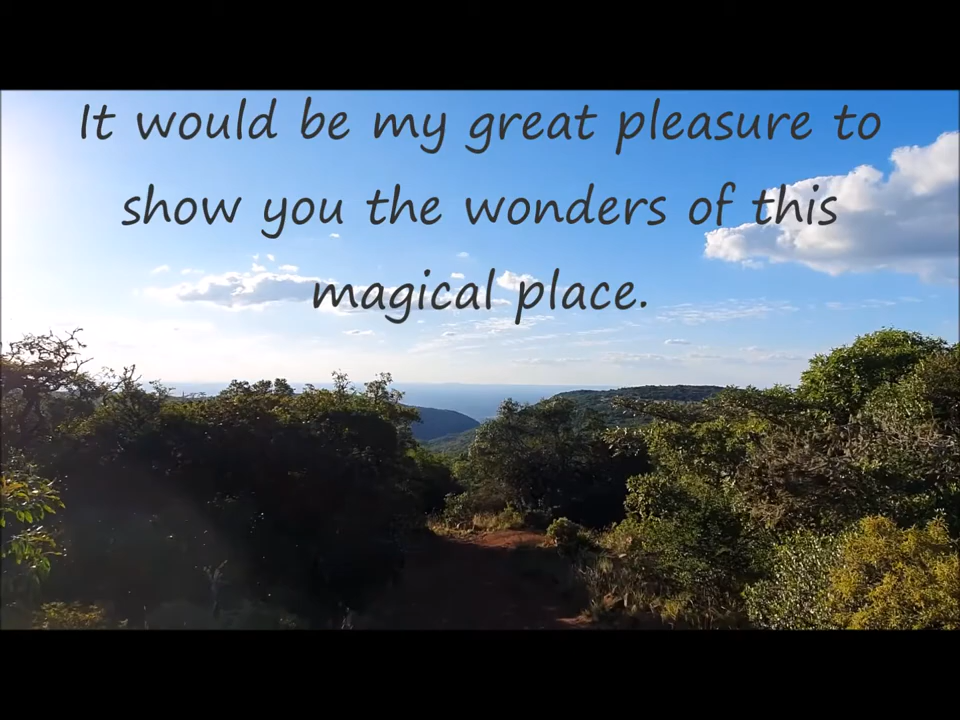 It would be my great pleasure to
show you the wonders of this
magical place.